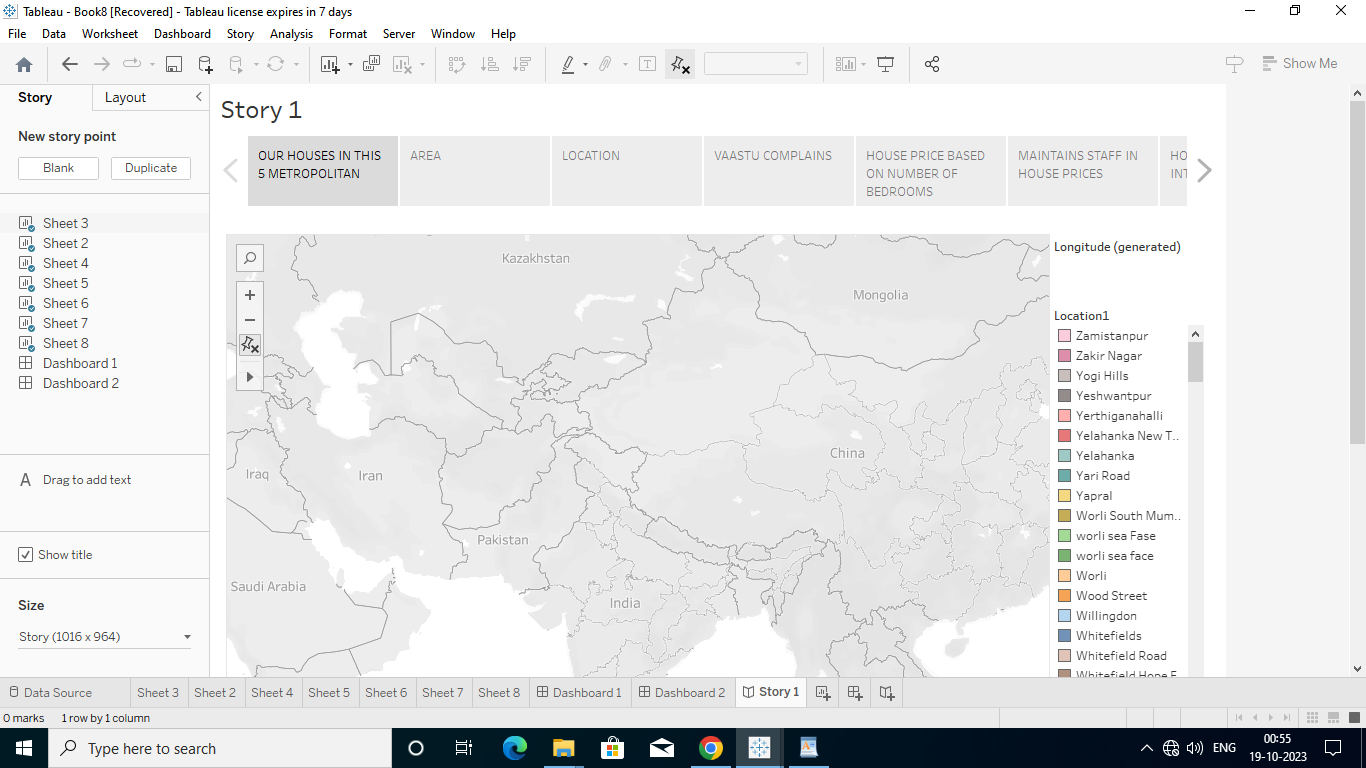 Tableau - Book8 [Recovered] - Tableau license expires in 7 days
File Data Worksheet Dashboard Story Analysis Format Server Window Help
Show Me
Story Layout
New story point
Blank Duplicate
Sheet 3
Sheet 2
Sheet 4
Sheet 5
Sheet 6
Sheet 7
Sheet 8
Dashboard 1
Dashboard 2
A Drag to add text
Show title
Size
Story (1016 x 964)
Story 1
OUR HOUSES IN THIS
5 METROPOLITAN
AREA
LOCATION
VAASTU COMPLAINS
HOUSE PRICE BASED
ON NUMBER OF
BEDROOMS
MAINTAINS STAFF IN
HOUSE PRICES
HO
INT
Kazakhstan
Mongolia
China
Iraq
Iran
Pakistan
Saudi Arabia
India
Longitude (generated)
Location1
Zamistanpur
Zakir Nagar
Yogi Hills
Yeshwantpur
Yerthiganahalli
Yelahanka New T..
Yelahanka
Yari Road
Yapral
Worli South Mum..
worli sea Fase
worli sea face
Worli
Wood Street
Willingdon
Whitefields
Whitefield Road
Whitefield Hope F
Data Source Sheet 3 Sheet 2 Sheet 4 Sheet 5 Sheet 6 Sheet 7 Sheet 8 Dashboard 1 Dashboard 2 Story 1
0 marks 1 row by 1 column
Type here to search
ENG
00:55
19-10-2023